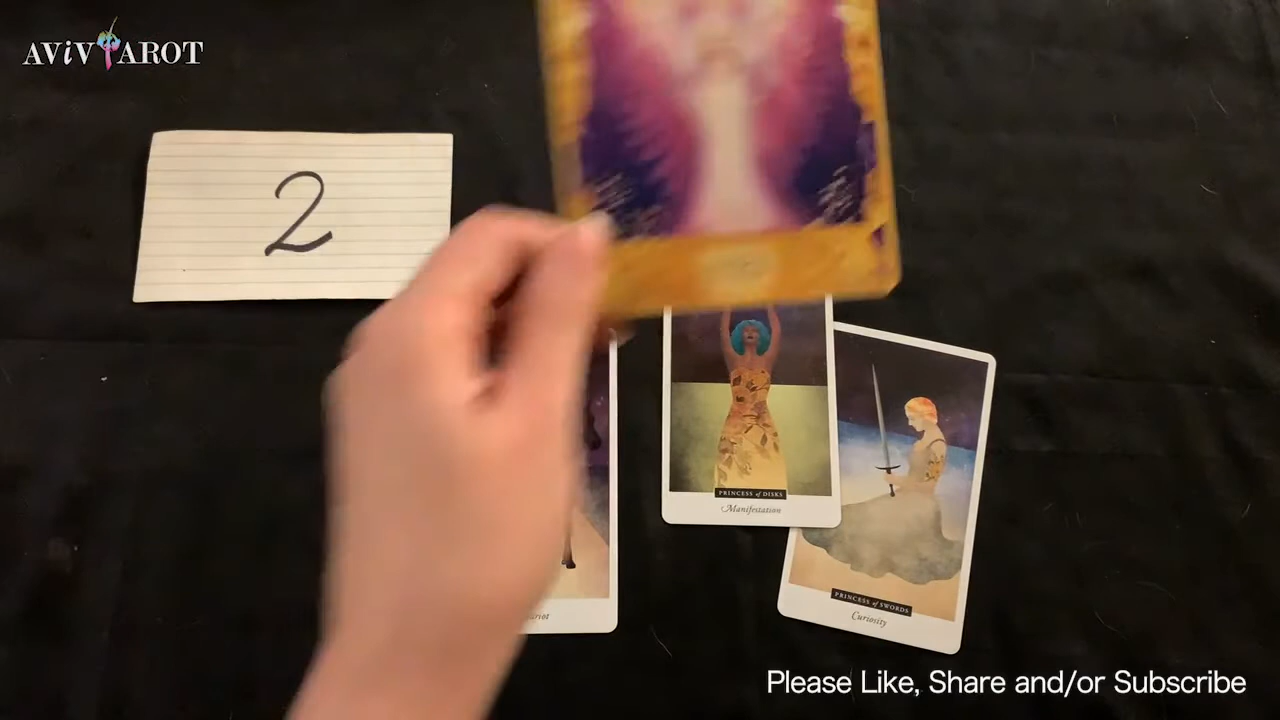 AViV TAROT
2
PRINCESS of DISKS
Manifestation
PRINCESS of SWORDS
Curiosity
Please Like, Share and/or Subscribe